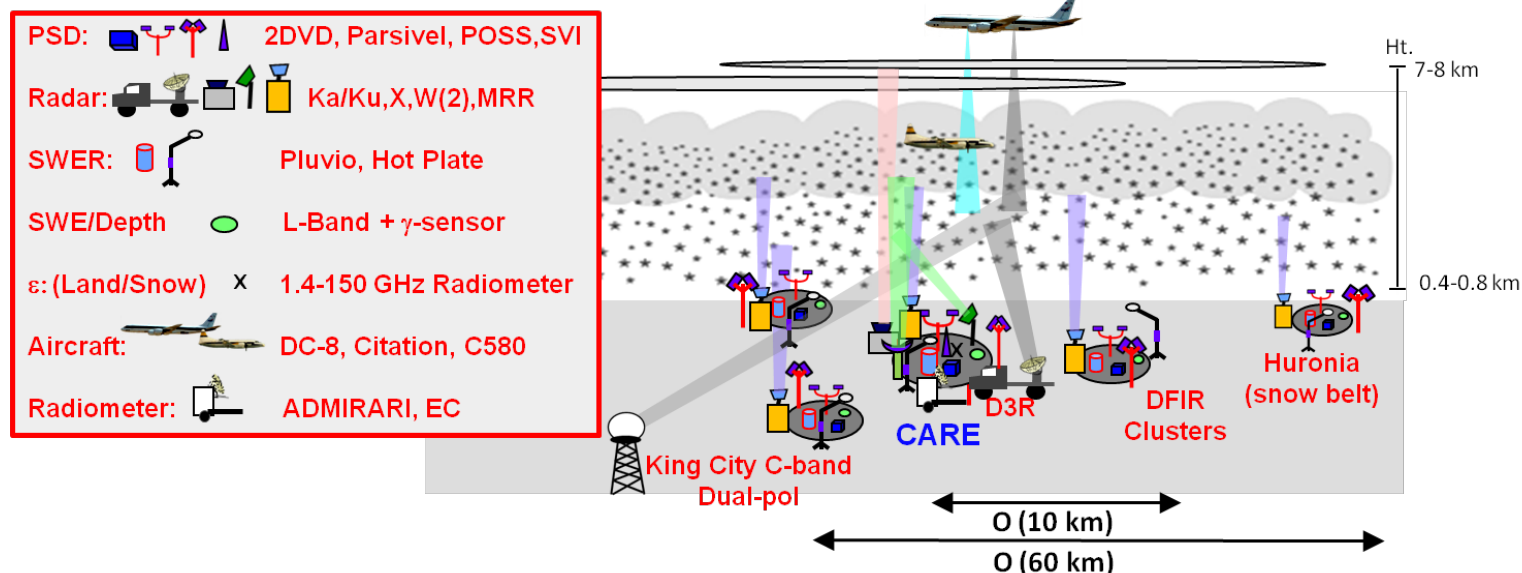 PSD: 2DVD, Parsivel, POSS,SVI
Radar: Ka/Ku,X,W(2),MRR
SWER: Pluvio, Hot Plate
SWE/Depth L-Band + γ-sensor
ε: (Land/Snow) X 1.4-150 GHz Radiometer
Aircraft: DC-8, Citation, C580
Radiometer: ADMIRARI, EC
Ht.
7-8 km
0.4-0.8 km
X
Huronia
(snow belt)
D3R
DFIR
Clusters
CARE
King City C-band
Dual-pol
O (10 km)
O (60 km)